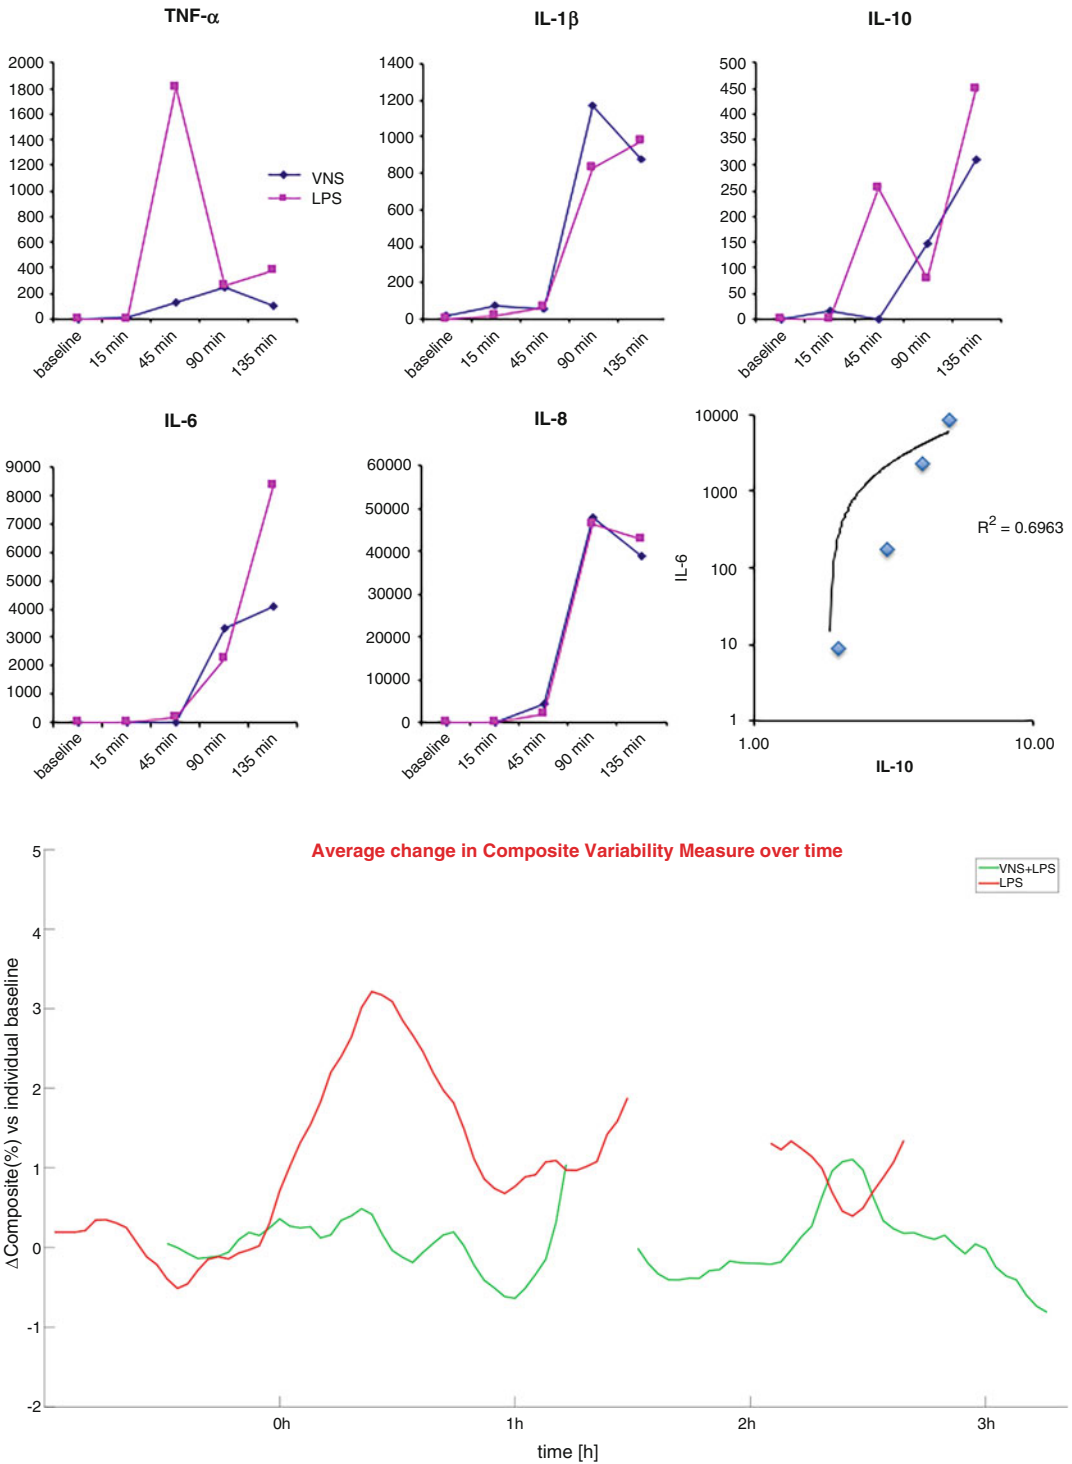 TNF-α
2000
1800
1600
1400
1200
1000
800
600
400
200
0
baseline
15 min
45 min
90 min
135 min
VNS
LPS
IL-1β
1400
1200
1000
800
600
400
200
0
baseline
15 min
45 min
90 min
135 min
IL-10
500
450
400
350
300
250
200
150
100
50
0
baseline
15 min
45 min
90 min
135 min
IL-6
9000
8000
7000
6000
5000
4000
3000
2000
1000
0
baseline
15 min
45 min
90 min
135 min
IL-8
60000
50000
40000
30000
20000
10000
0
baseline
15 min
45 min
90 min
135 min
10000
1000
100
10
1
IL-6
R² = 0.6963
1.00
10.00
IL-10
Average change in Composite Variability Measure over time
VNS+LPS
LPS
5
4
3
2
1
0
-1
-2
ΔComposite(%) vs individual baseline
0h
1h
2h
3h
time [h]